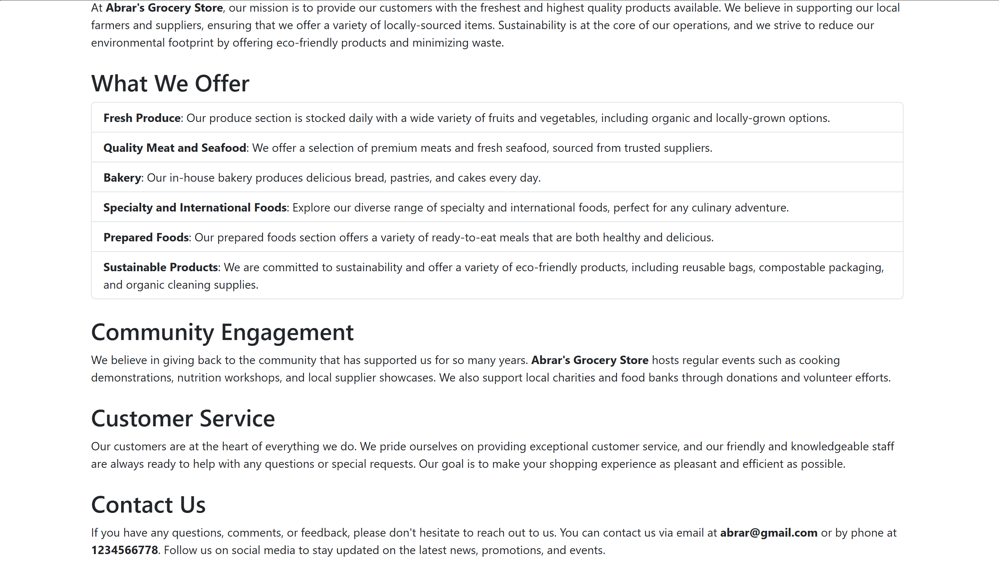 At Abrar's Grocery Store, our mission is to provide our customers with the freshest and highest quality products available. We believe in supporting our local
farmers and suppliers, ensuring that we offer a variety of locally-sourced items. Sustainability is at the core of our operations, and we strive to reduce our
environmental footprint by offering eco-friendly products and minimizing waste.
What We Offer
Fresh Produce: Our produce section is stocked daily with a wide variety of fruits and vegetables, including organic and locally-grown options.
Quality Meat and Seafood: We offer a selection of premium meats and fresh seafood, sourced from trusted suppliers.
Bakery: Our in-house bakery produces delicious bread, pastries, and cakes every day.
Specialty and International Foods: Explore our diverse range of specialty and international foods, perfect for any culinary adventure.
Prepared Foods: Our prepared foods section offers a variety of ready-to-eat meals that are both healthy and delicious.
Sustainable Products: We are committed to sustainability and offer a variety of eco-friendly products, including reusable bags, compostable packaging,
and organic cleaning supplies.
Community Engagement
We believe in giving back to the community that has supported us for so many years. Abrar's Grocery Store hosts regular events such as cooking
demonstrations, nutrition workshops, and local supplier showcases. We also support local charities and food banks through donations and volunteer efforts.
Customer Service
Our customers are at the heart of everything we do. We pride ourselves on providing exceptional customer service, and our friendly and knowledgeable staff
are always ready to help with any questions or special requests. Our goal is to make your shopping experience as pleasant and efficient as possible.
Contact Us
If you have any questions, comments, or feedback, please don't hesitate to reach out to us. You can contact us via email at abrar@gmail.com or by phone at
1234566778. Follow us on social media to stay updated on the latest news, promotions, and events.